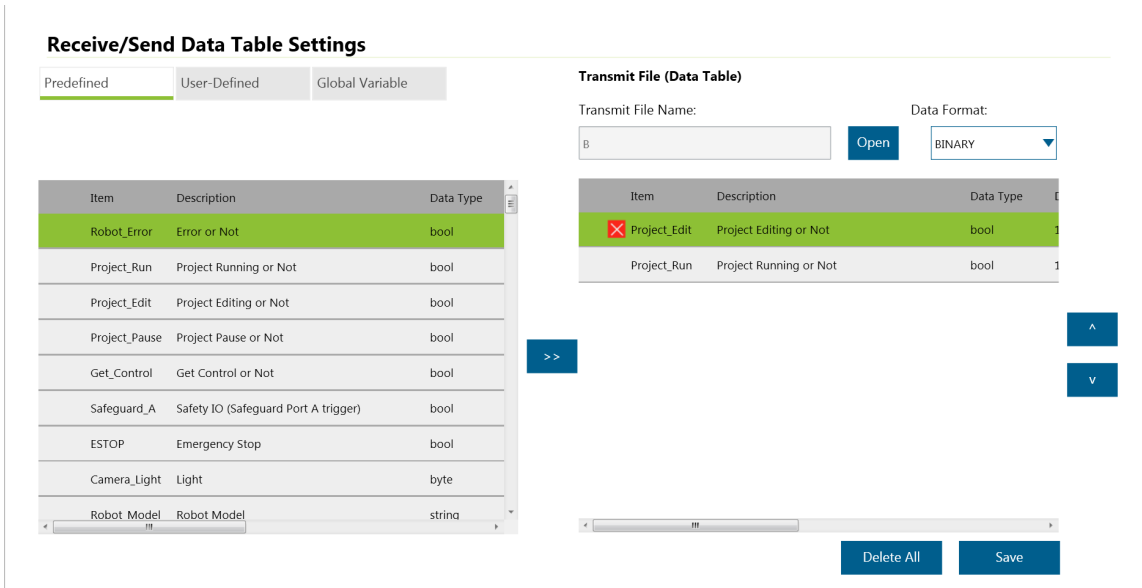 Receive/Send Data Table Settings
Predefined User-Defined Global Variable
Transmit File (Data Table)
Transmit File Name: Data Format:
B Open BINARY
Item Description Data Type
Robot_Error Error or Not bool
Project_Run Project Running or Not bool
Project_Edit Project Editing or Not bool
Project_Pause Project Pause or Not bool
Get_Control Get Control or Not bool
Safeguard_A Safety IO (Safeguard Port A trigger) bool
ESTOP Emergency Stop bool
Camera_Light Light byte
Robot_Model Robot Model string
>>
Item Description Data Type
Project_Edit Project Editing or Not bool 1
Project_Run Project Running or Not bool 1
^
v
Delete All Save